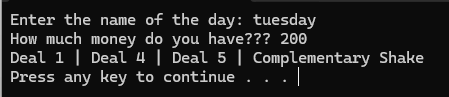 Enter the name of the day: tuesday
How much money do you have??? 200
Deal 1 | Deal 4 | Deal 5 | Complementary Shake
Press any key to continue . . .